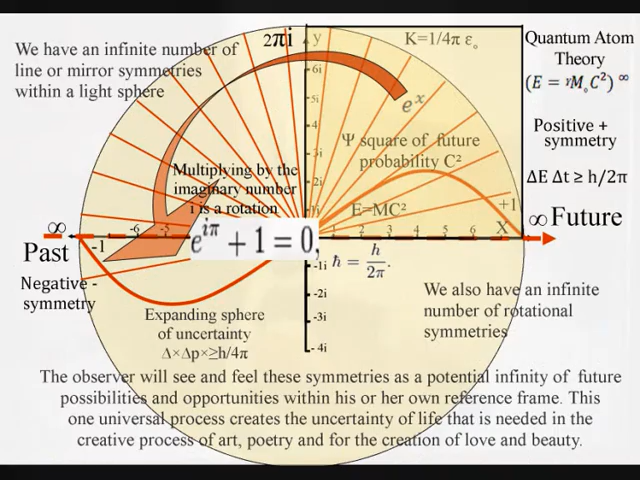 We have an infinite number of
line or mirror symmetries
within a light sphere
2πi
y
K=1/4π ε₀
Quantum Atom
Theory
(E = ᵞM₀C²)^∞
6i
5i
4
3i
2i
1i
eˣ
Ψ square of future
probability C²
Positive +
symmetry
ΔE Δt ≥ h/2π
Multiplying by the
imaginary number
i is a rotation
E=MC²
+1
∞ Future
∞
Past
-1
-6 -5
1 2 3 4 5 6 X
e^{iπ} + 1 = 0,
Negative -
symmetry
-1i
-2i
-3i
- 4i
ħ = h/2π.
We also have an infinite
number of rotational
symmetries
Expanding sphere
of uncertainty
Δ×Δp×≥h/4π
The observer will see and feel these symmetries as a potential infinity of future
possibilities and opportunities within his or her own reference frame. This
one universal process creates the uncertainty of life that is needed in the
creative process of art, poetry and for the creation of love and beauty.